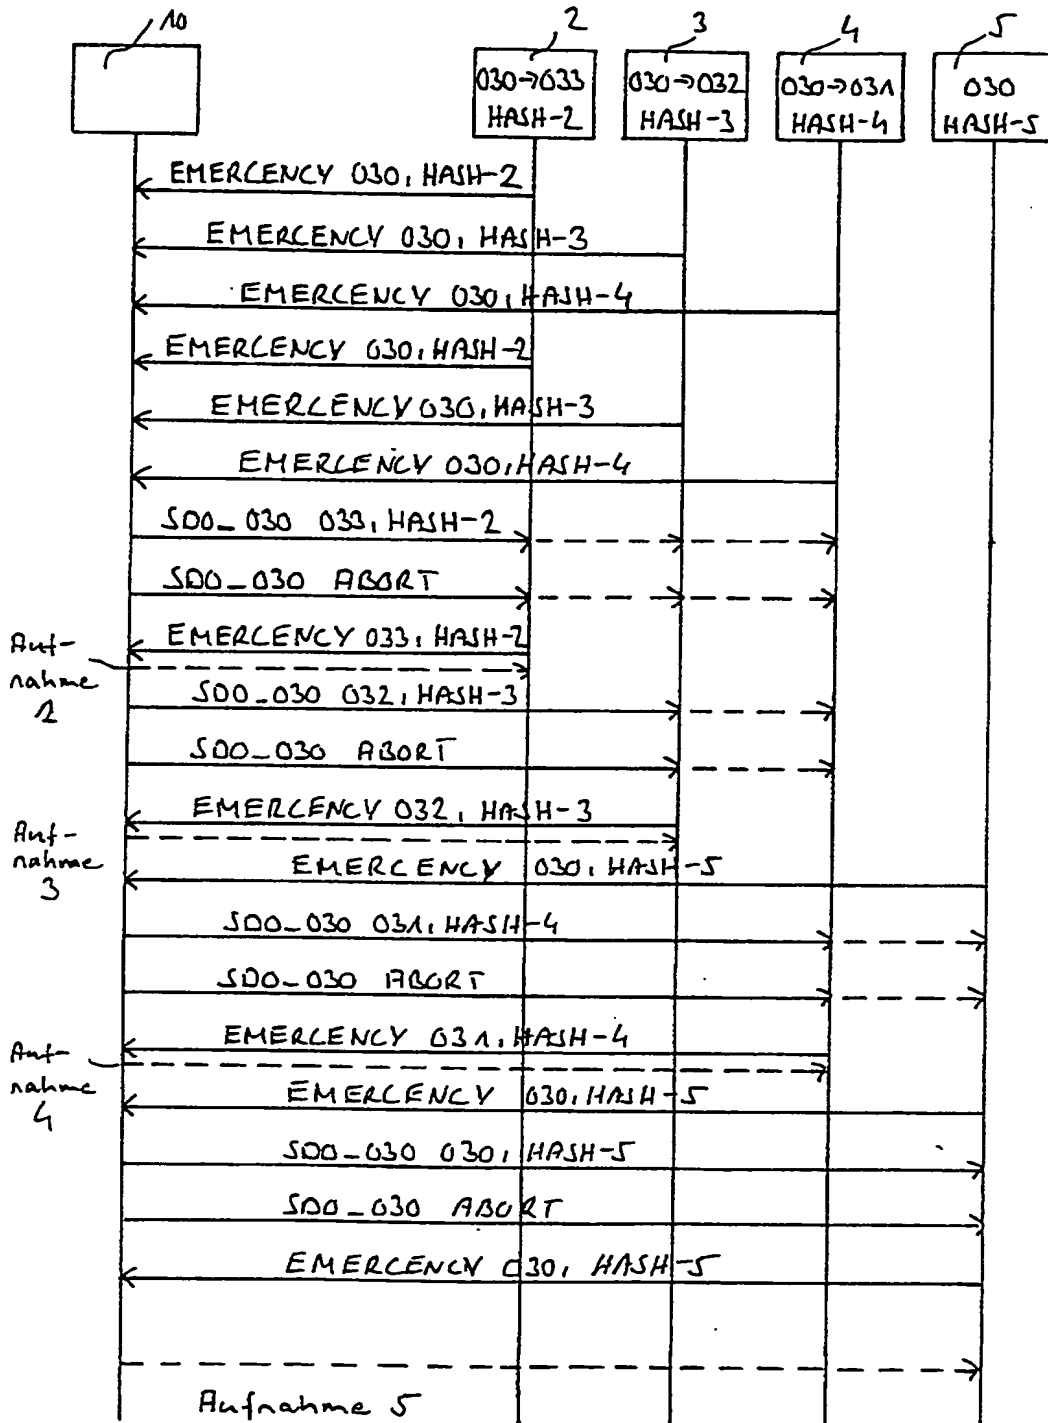 10
2
3
4
5
030→033
HASH-2
030→032
HASH-3
030→031
HASH-4
030
HASH-5
EMERGENCY 030, HASH-2
EMERGENCY 030, HASH-3
EMERGENCY 030, HASH-4
EMERGENCY 030, HASH-2
EMERGENCY 030, HASH-3
EMERGENCY 030, HASH-4
SDO_030 033, HASH-2
SDO_030 ABORT
EMERGENCY 033, HASH-2
Auf-
nahme
2
SDO_030 032, HASH-3
SDO_030 ABORT
EMERGENCY 032, HASH-3
Auf-
nahme
3
EMERGENCY 030, HASH-5
SDO_030 031, HASH-4
SDO_030 ABORT
EMERGENCY 031, HASH-4
Auf-
nahme
4
EMERGENCY 030, HASH-5
SDO_030 030, HASH-5
SDO_030 ABORT
EMERGENCY 030, HASH-5
Aufnahme 5